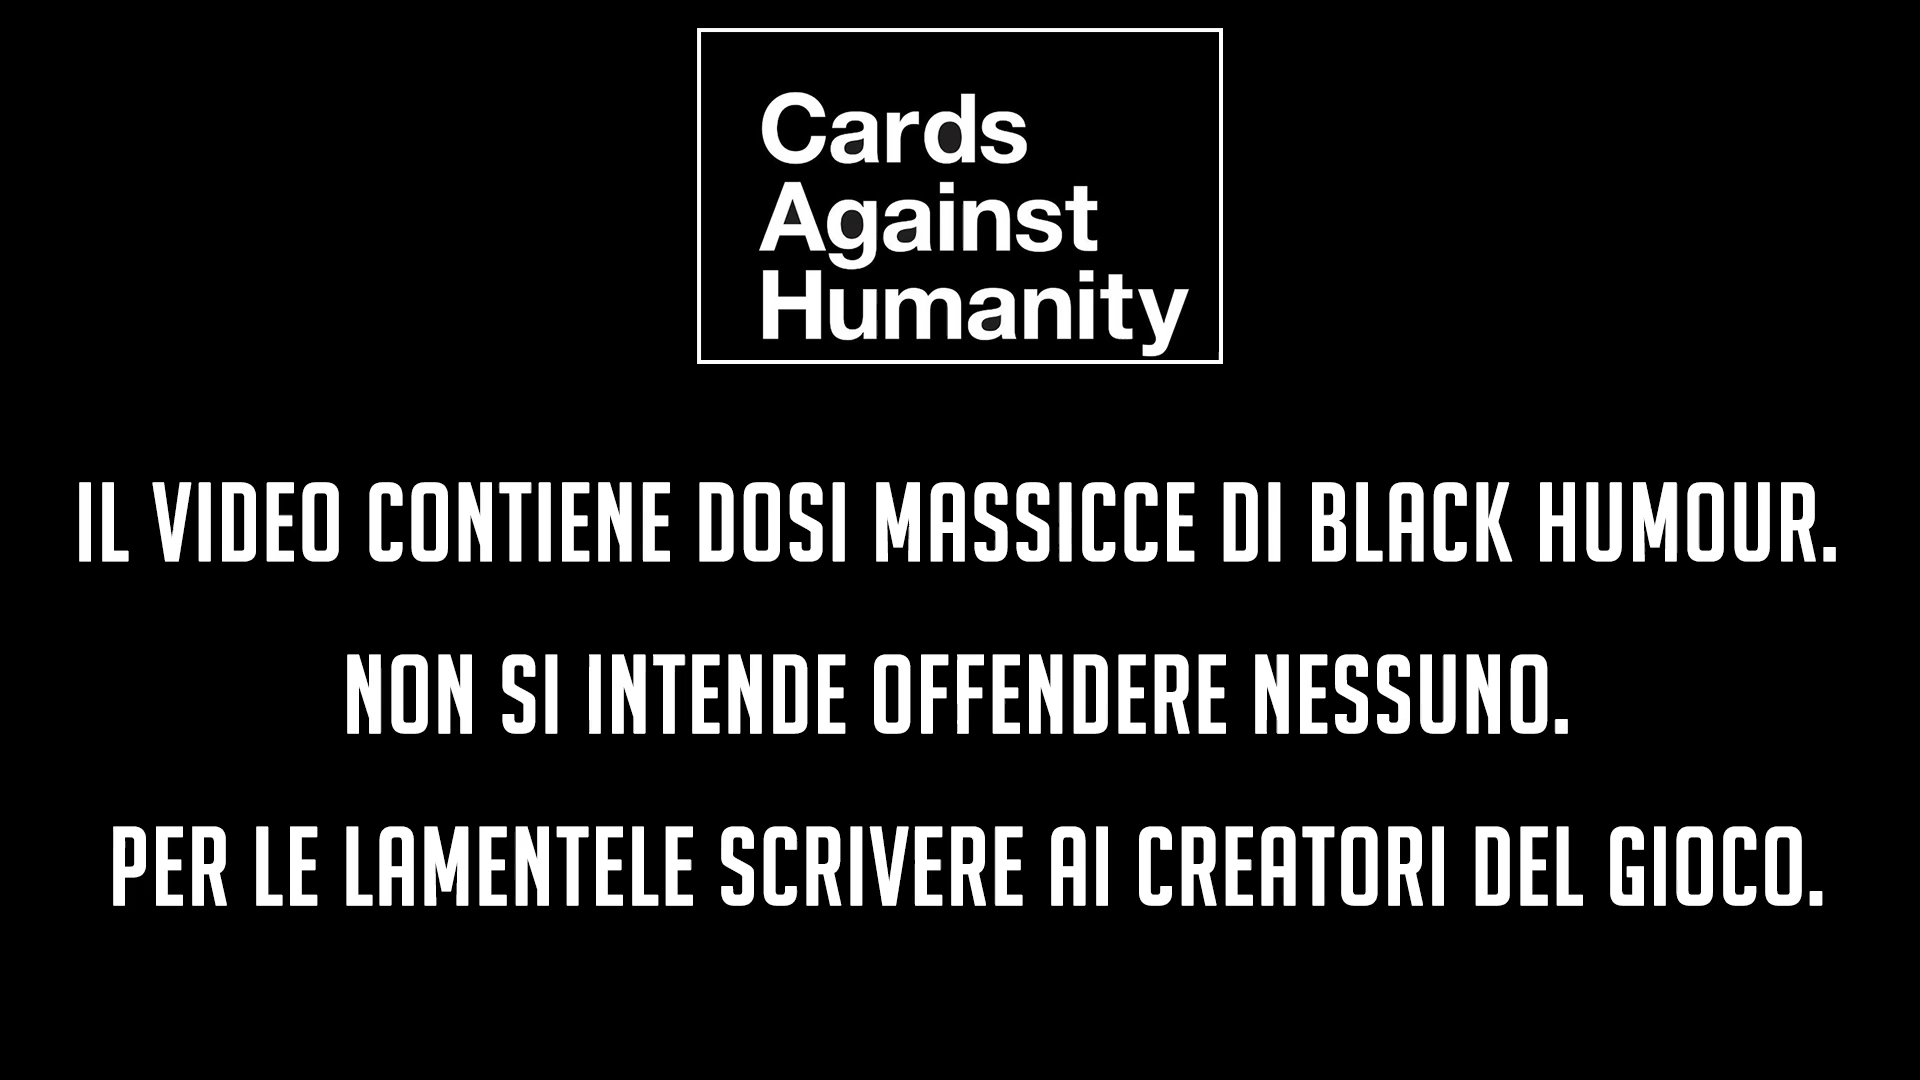 Cards
Against
Humanity
IL VIDEO CONTIENE DOSI MASSICCE DI BLACK HUMOUR.
NON SI INTENDE OFFENDERE NESSUNO.
PER LE LAMENTELE SCRIVERE AI CREATORI DEL GIOCO.